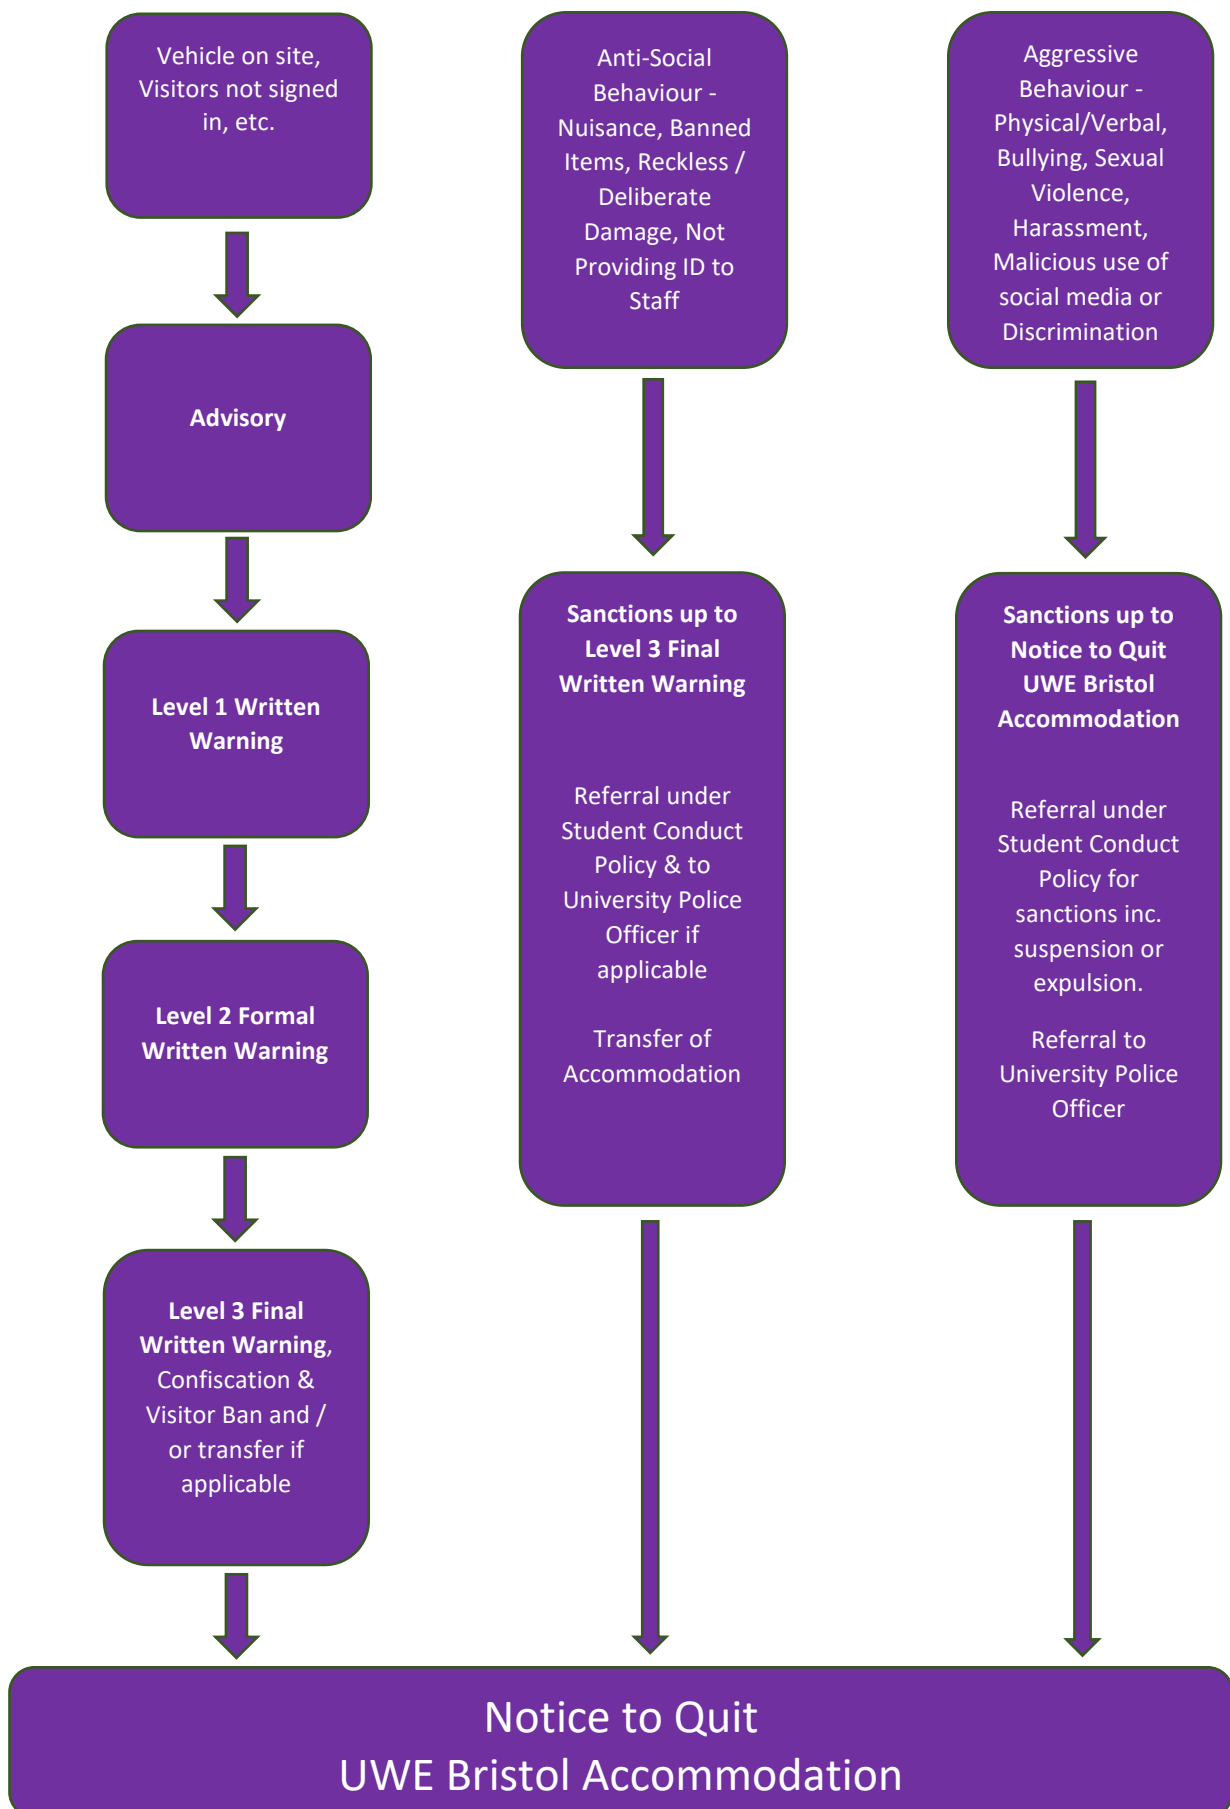 Vehicle on site,
Visitors not signed
in, etc.
Advisory
Level 1 Written
Warning
Level 2 Formal
Written Warning
Level 3 Final
Written Warning,
Confiscation &
Visitor Ban and /
or transfer if
applicable
Anti-Social
Behaviour -
Nuisance, Banned
Items, Reckless /
Deliberate
Damage, Not
Providing ID to
Staff
Sanctions up to
Level 3 Final
Written Warning
Referral under
Student Conduct
Policy & to
University Police
Officer if
applicable
Transfer of
Accommodation
Aggressive
Behaviour -
Physical/Verbal,
Bullying, Sexual
Violence,
Harassment,
Malicious use of
social media or
Discrimination
Sanctions up to
Notice to Quit
UWE Bristol
Accommodation
Referral under
Student Conduct
Policy for
sanctions inc.
suspension or
expulsion.
Referral to
University Police
Officer
Notice to Quit
UWE Bristol Accommodation